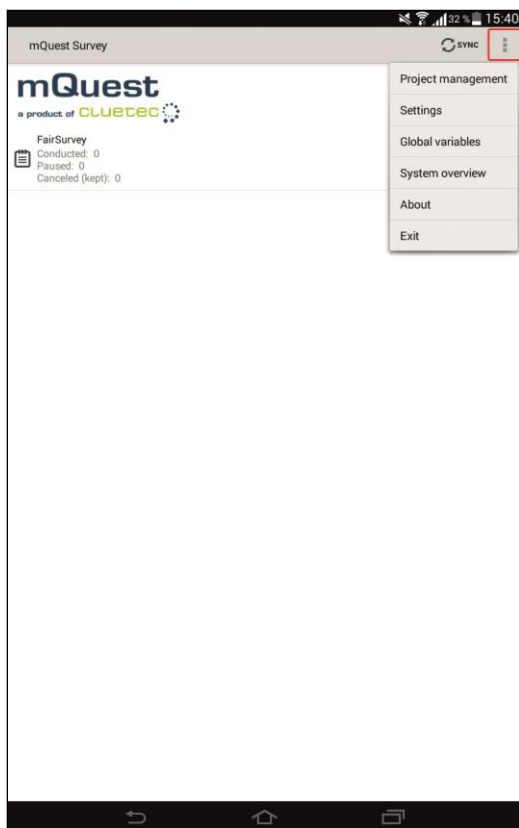 32 % 15:40
mQuest Survey SYNC
mQuest
a product of cluetec
FairSurvey
Conducted: 0
Paused: 0
Canceled (kept): 0
Project management
Settings
Global variables
System overview
About
Exit